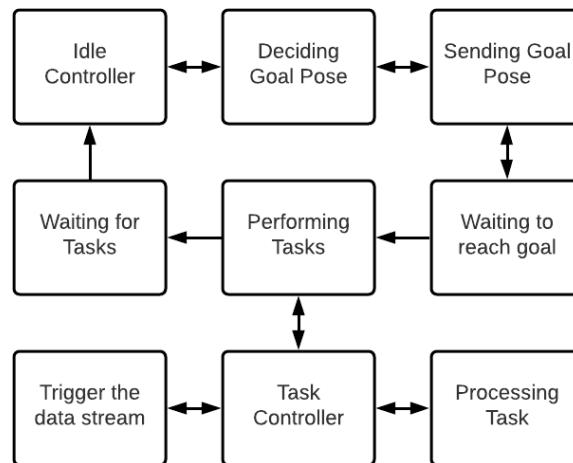 Idle
Controller
Deciding
Goal Pose
Sending Goal
Pose
Waiting for
Tasks
Performing
Tasks
Waiting to
reach goal
Trigger the
data stream
Task
Controller
Processing
Task